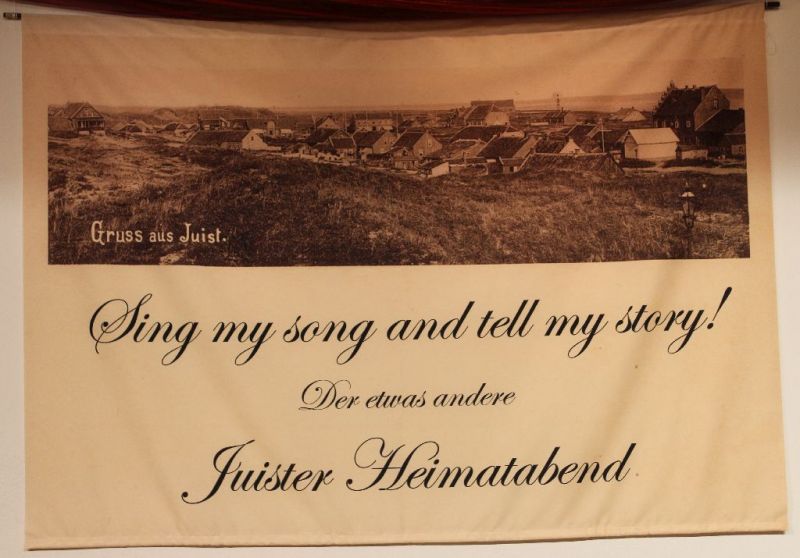 Gruss aus Juist.
Sing my song and tell my story!
Der etwas andere
Juister Heimatabend